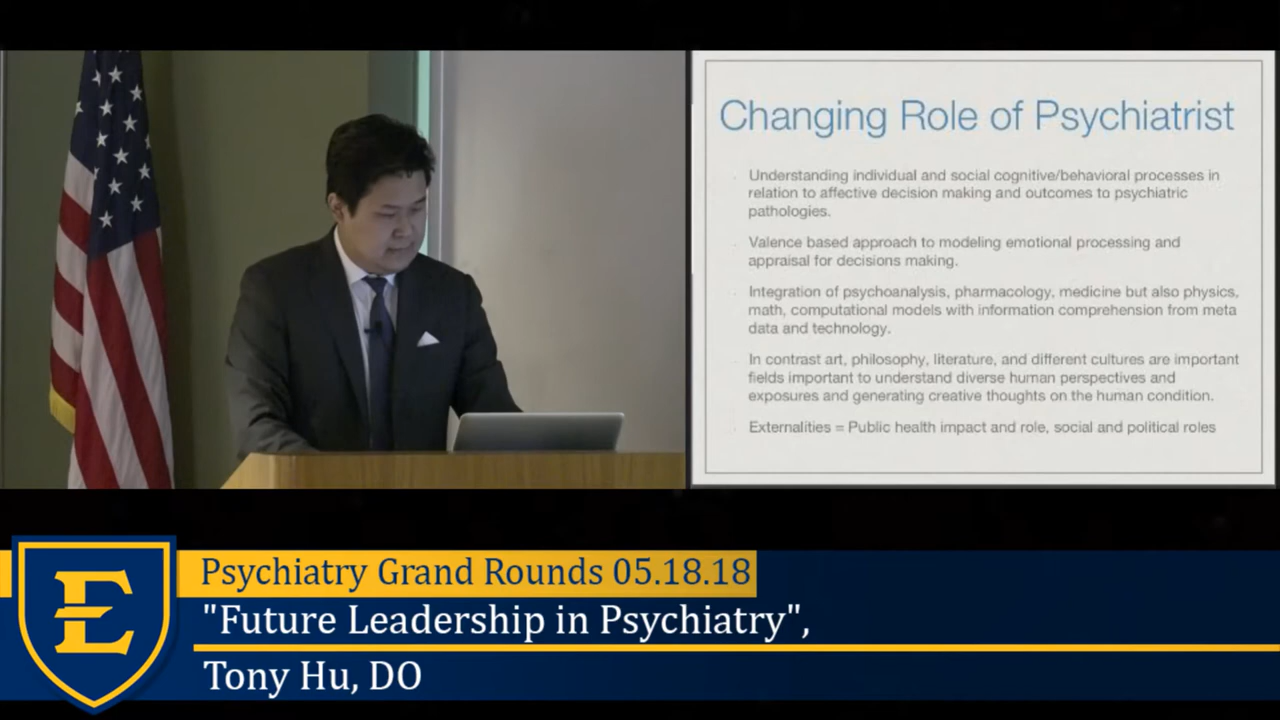 Changing Role of Psychiatrist
Understanding individual and social cognitive/behavioral processes in
relation to affective decision making and outcomes to psychiatric
pathologies.
Valence based approach to modeling emotional processing and
appraisal for decisions making.
Integration of psychoanalysis, pharmacology, medicine but also physics,
math, computational models with information comprehension from meta
data and technology.
In contrast art, philosophy, literature, and different cultures are important
fields important to understand diverse human perspectives and
exposures and generating creative thoughts on the human condition.
Externalities = Public health impact and role, social and political roles
E
Psychiatry Grand Rounds 05.18.18
"Future Leadership in Psychiatry",
Tony Hu, DO